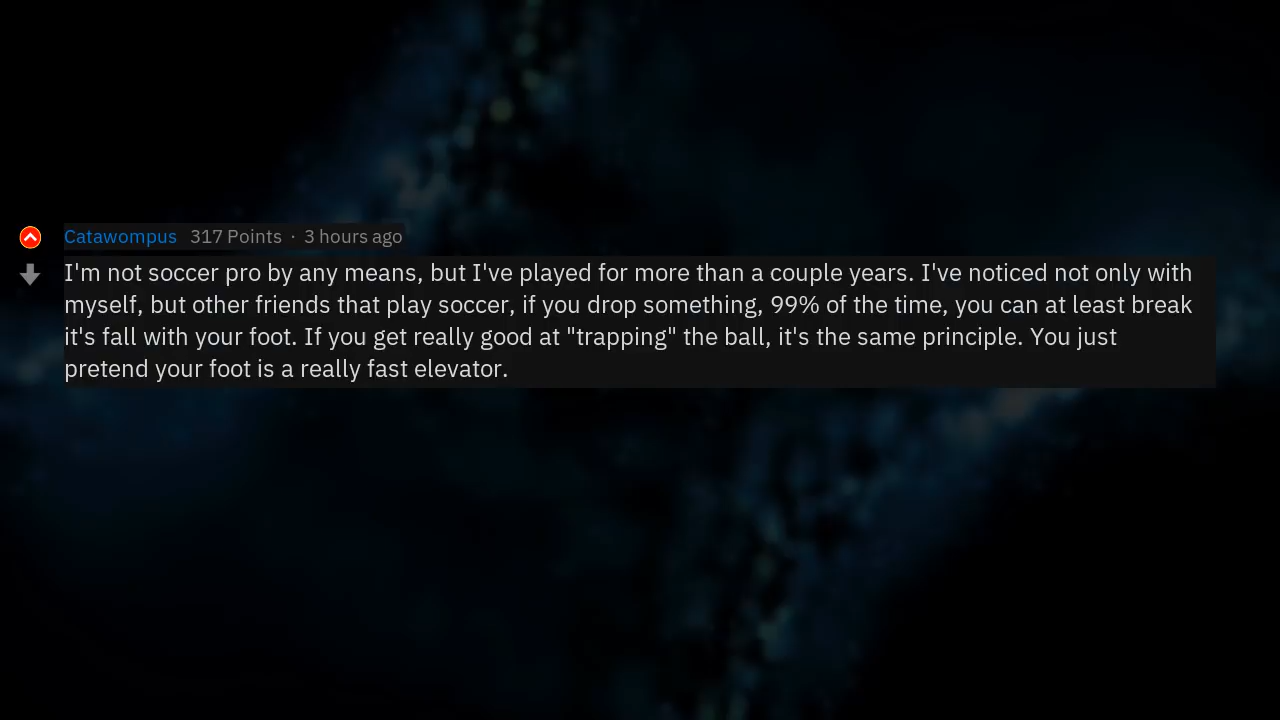 Catawompus 317 Points · 3 hours ago
I'm not soccer pro by any means, but I've played for more than a couple years. I've noticed not only with
myself, but other friends that play soccer, if you drop something, 99% of the time, you can at least break
it's fall with your foot. If you get really good at "trapping" the ball, it's the same principle. You just
pretend your foot is a really fast elevator.